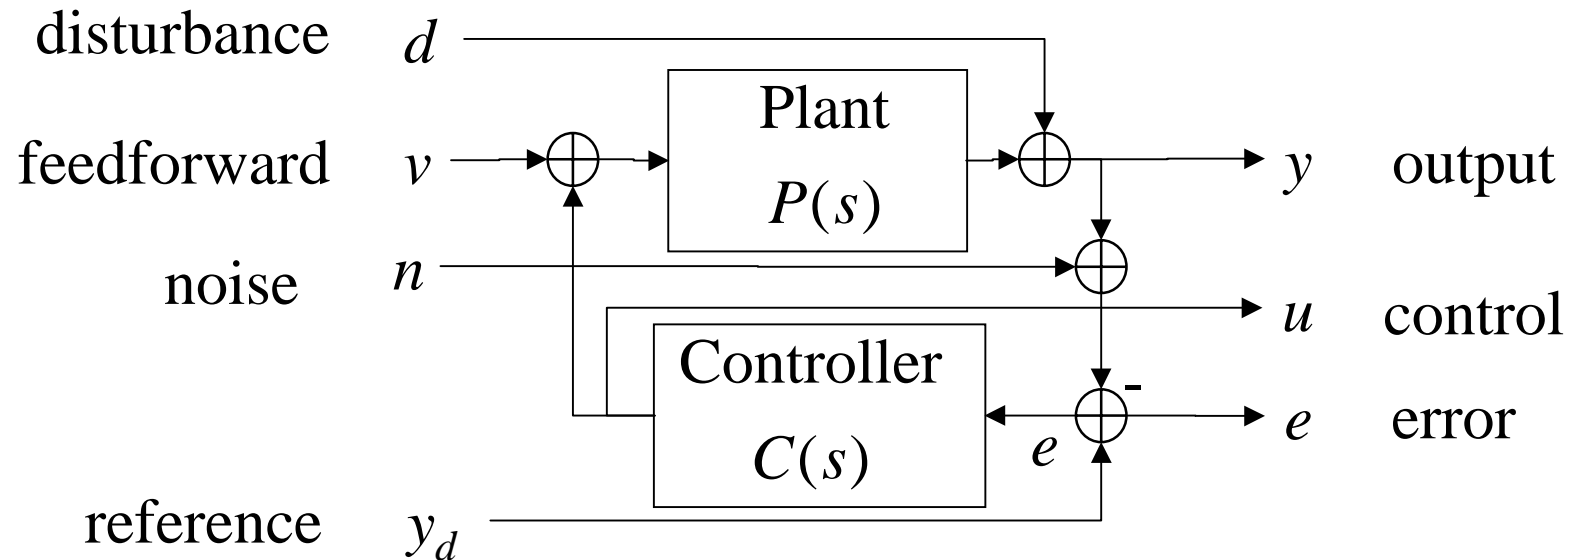 disturbance d
Plant
feedforward v P(s) y output
noise n
u control
Controller
-
e e error
C(s)
reference y_d